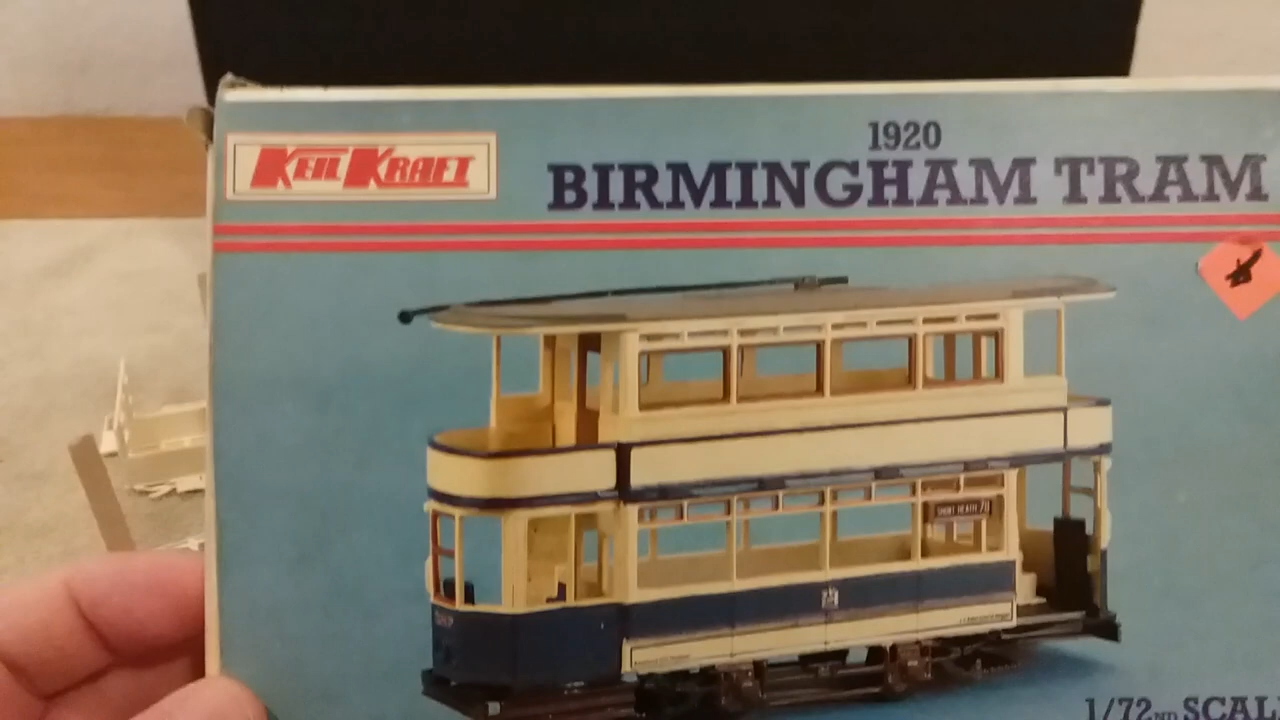 KEIL KRAFT
1920
BIRMINGHAM TRAM
SHORT HEATH 78
1/72ND SCAL